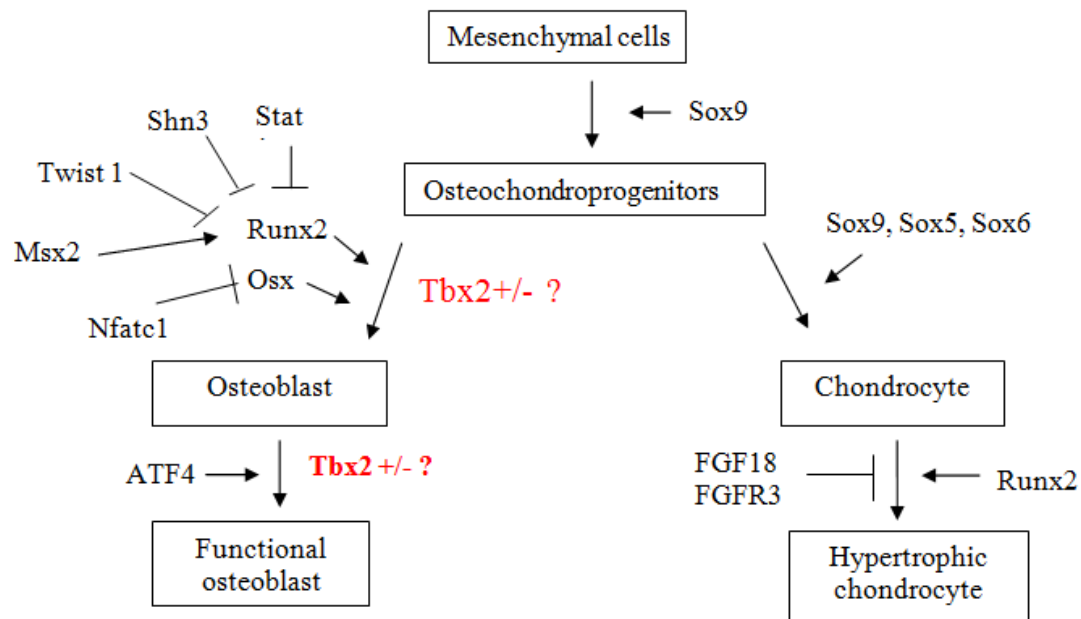 Mesenchymal cells
Sox9
Shn3
Stat
Twist 1
Osteochondroprogenitors
Msx2
Runx2
Sox9, Sox5, Sox6
Osx
Tbx2+/- ?
Nfatc1
Osteoblast
Chondrocyte
ATF4
Tbx2 +/- ?
FGF18
FGFR3
Runx2
Functional
osteoblast
Hypertrophic
chondrocyte